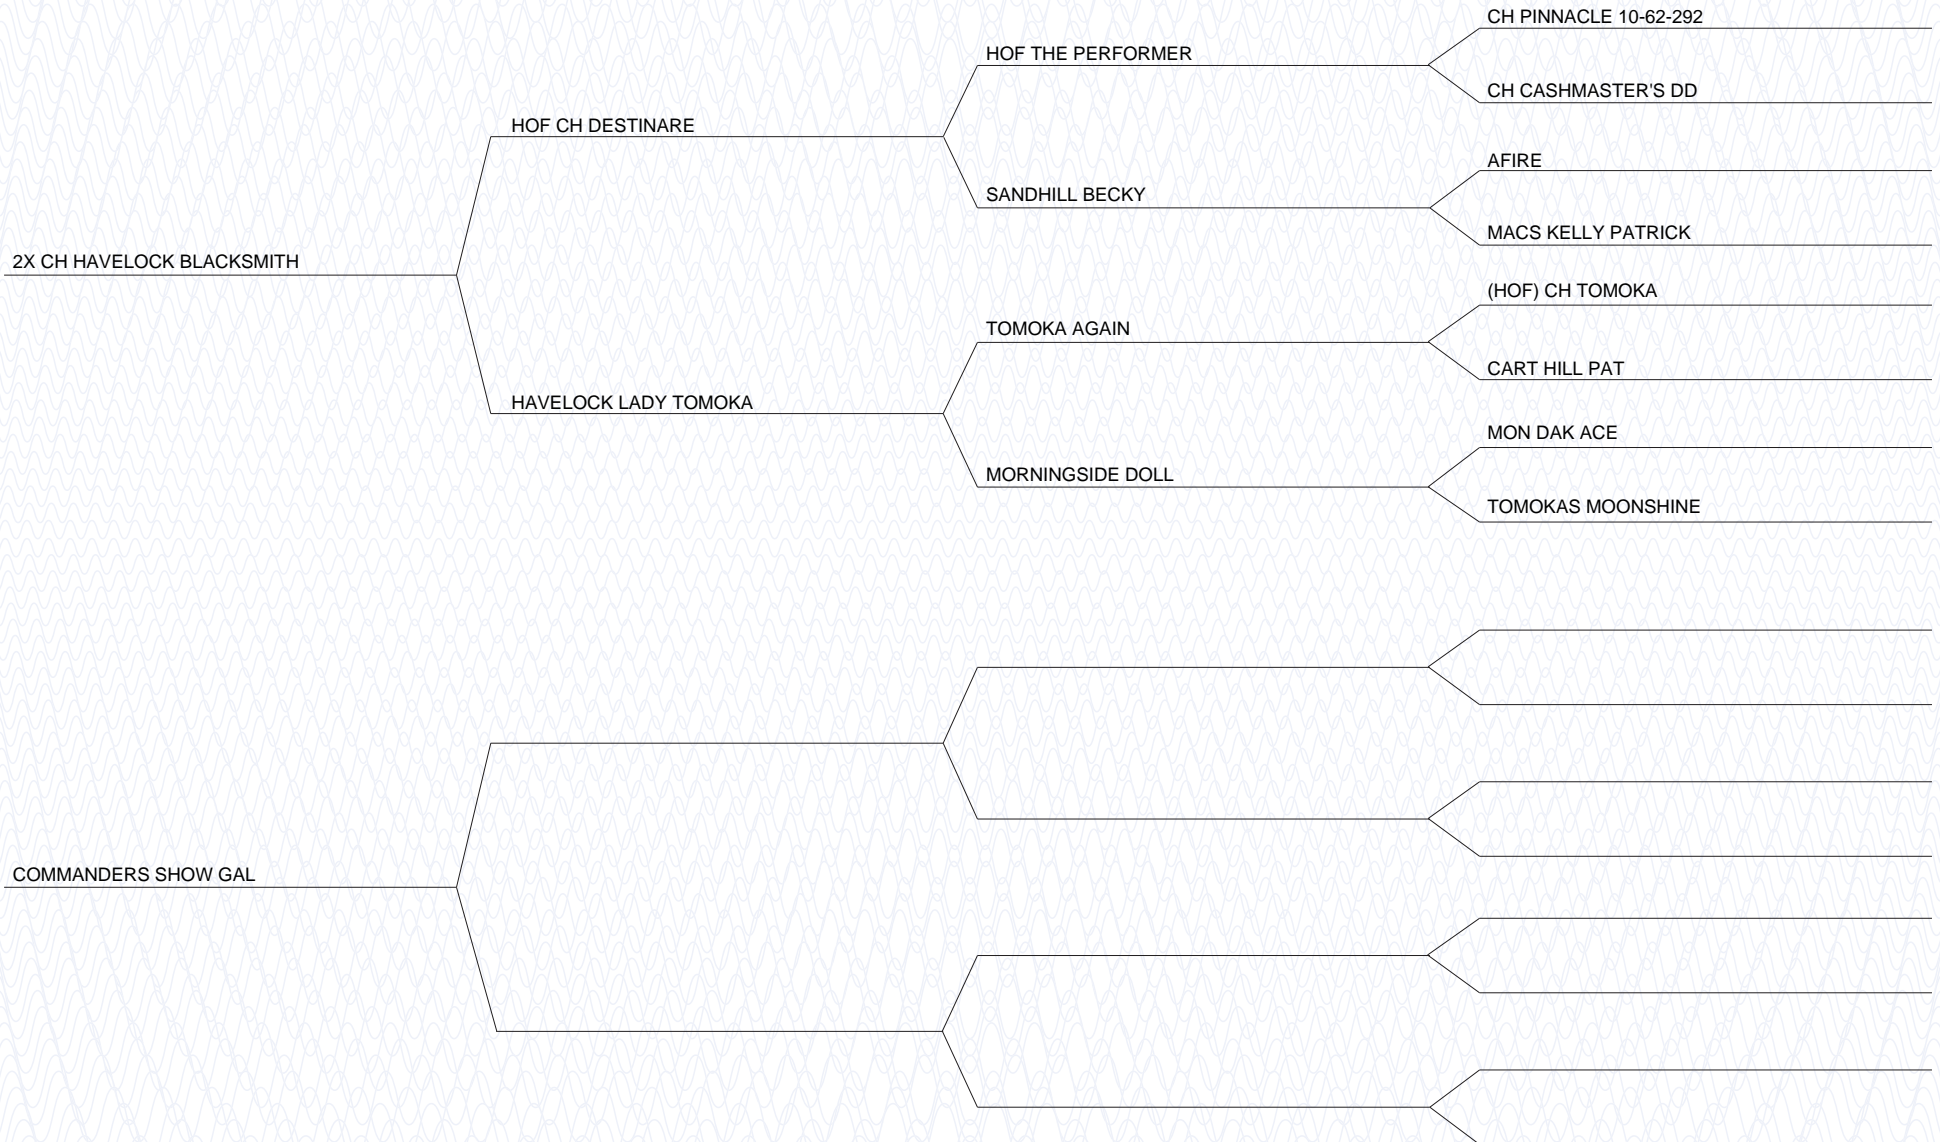 CH PINNACLE 10-62-292
HOF THE PERFORMER
CH CASHMASTER'S DD
HOF CH DESTINARE
AFIRE
SANDHILL BECKY
MACS KELLY PATRICK
2X CH HAVELOCK BLACKSMITH
(HOF) CH TOMOKA
TOMOKA AGAIN
CART HILL PAT
HAVELOCK LADY TOMOKA
MON DAK ACE
MORNINGSIDE DOLL
TOMOKAS MOONSHINE
COMMANDERS SHOW GAL